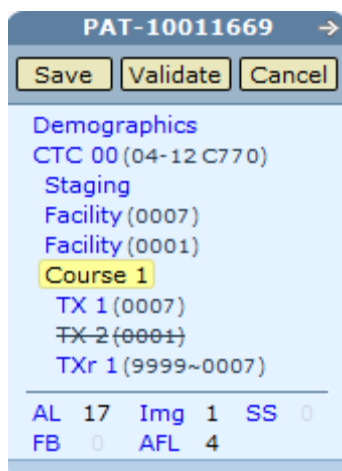 PAT-10011669 →
Save Validate Cancel
Demographics
CTC 00 (04-12 C770)
Staging
Facility (0007)
Facility (0001)
Course 1
TX 1 (0007)
TX 2 (0001)
TXr 1 (9999~0007)
AL 17 Img 1 SS 0
FB 0 AFL 4